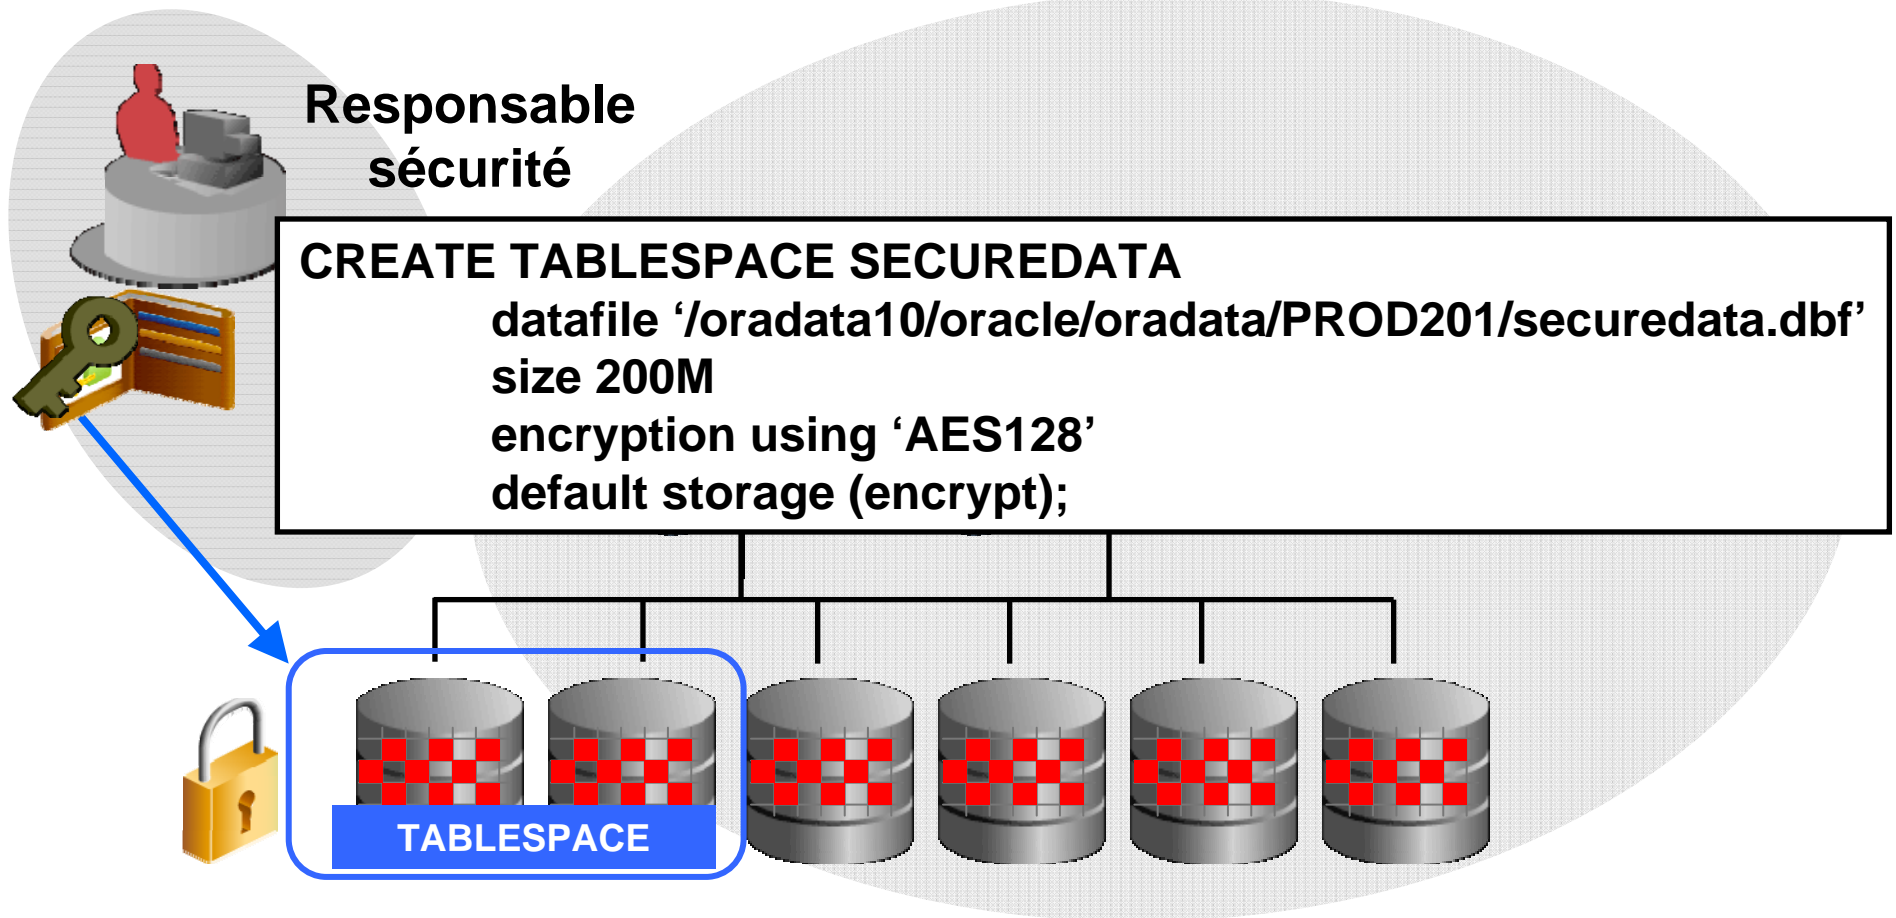 Responsable
sécurité
CREATE TABLESPACE SECUREDATA
datafile ‘/oradata10/oracle/oradata/PROD201/securedata.dbf’
size 200M
encryption using ‘AES128’
default storage (encrypt);
TABLESPACE